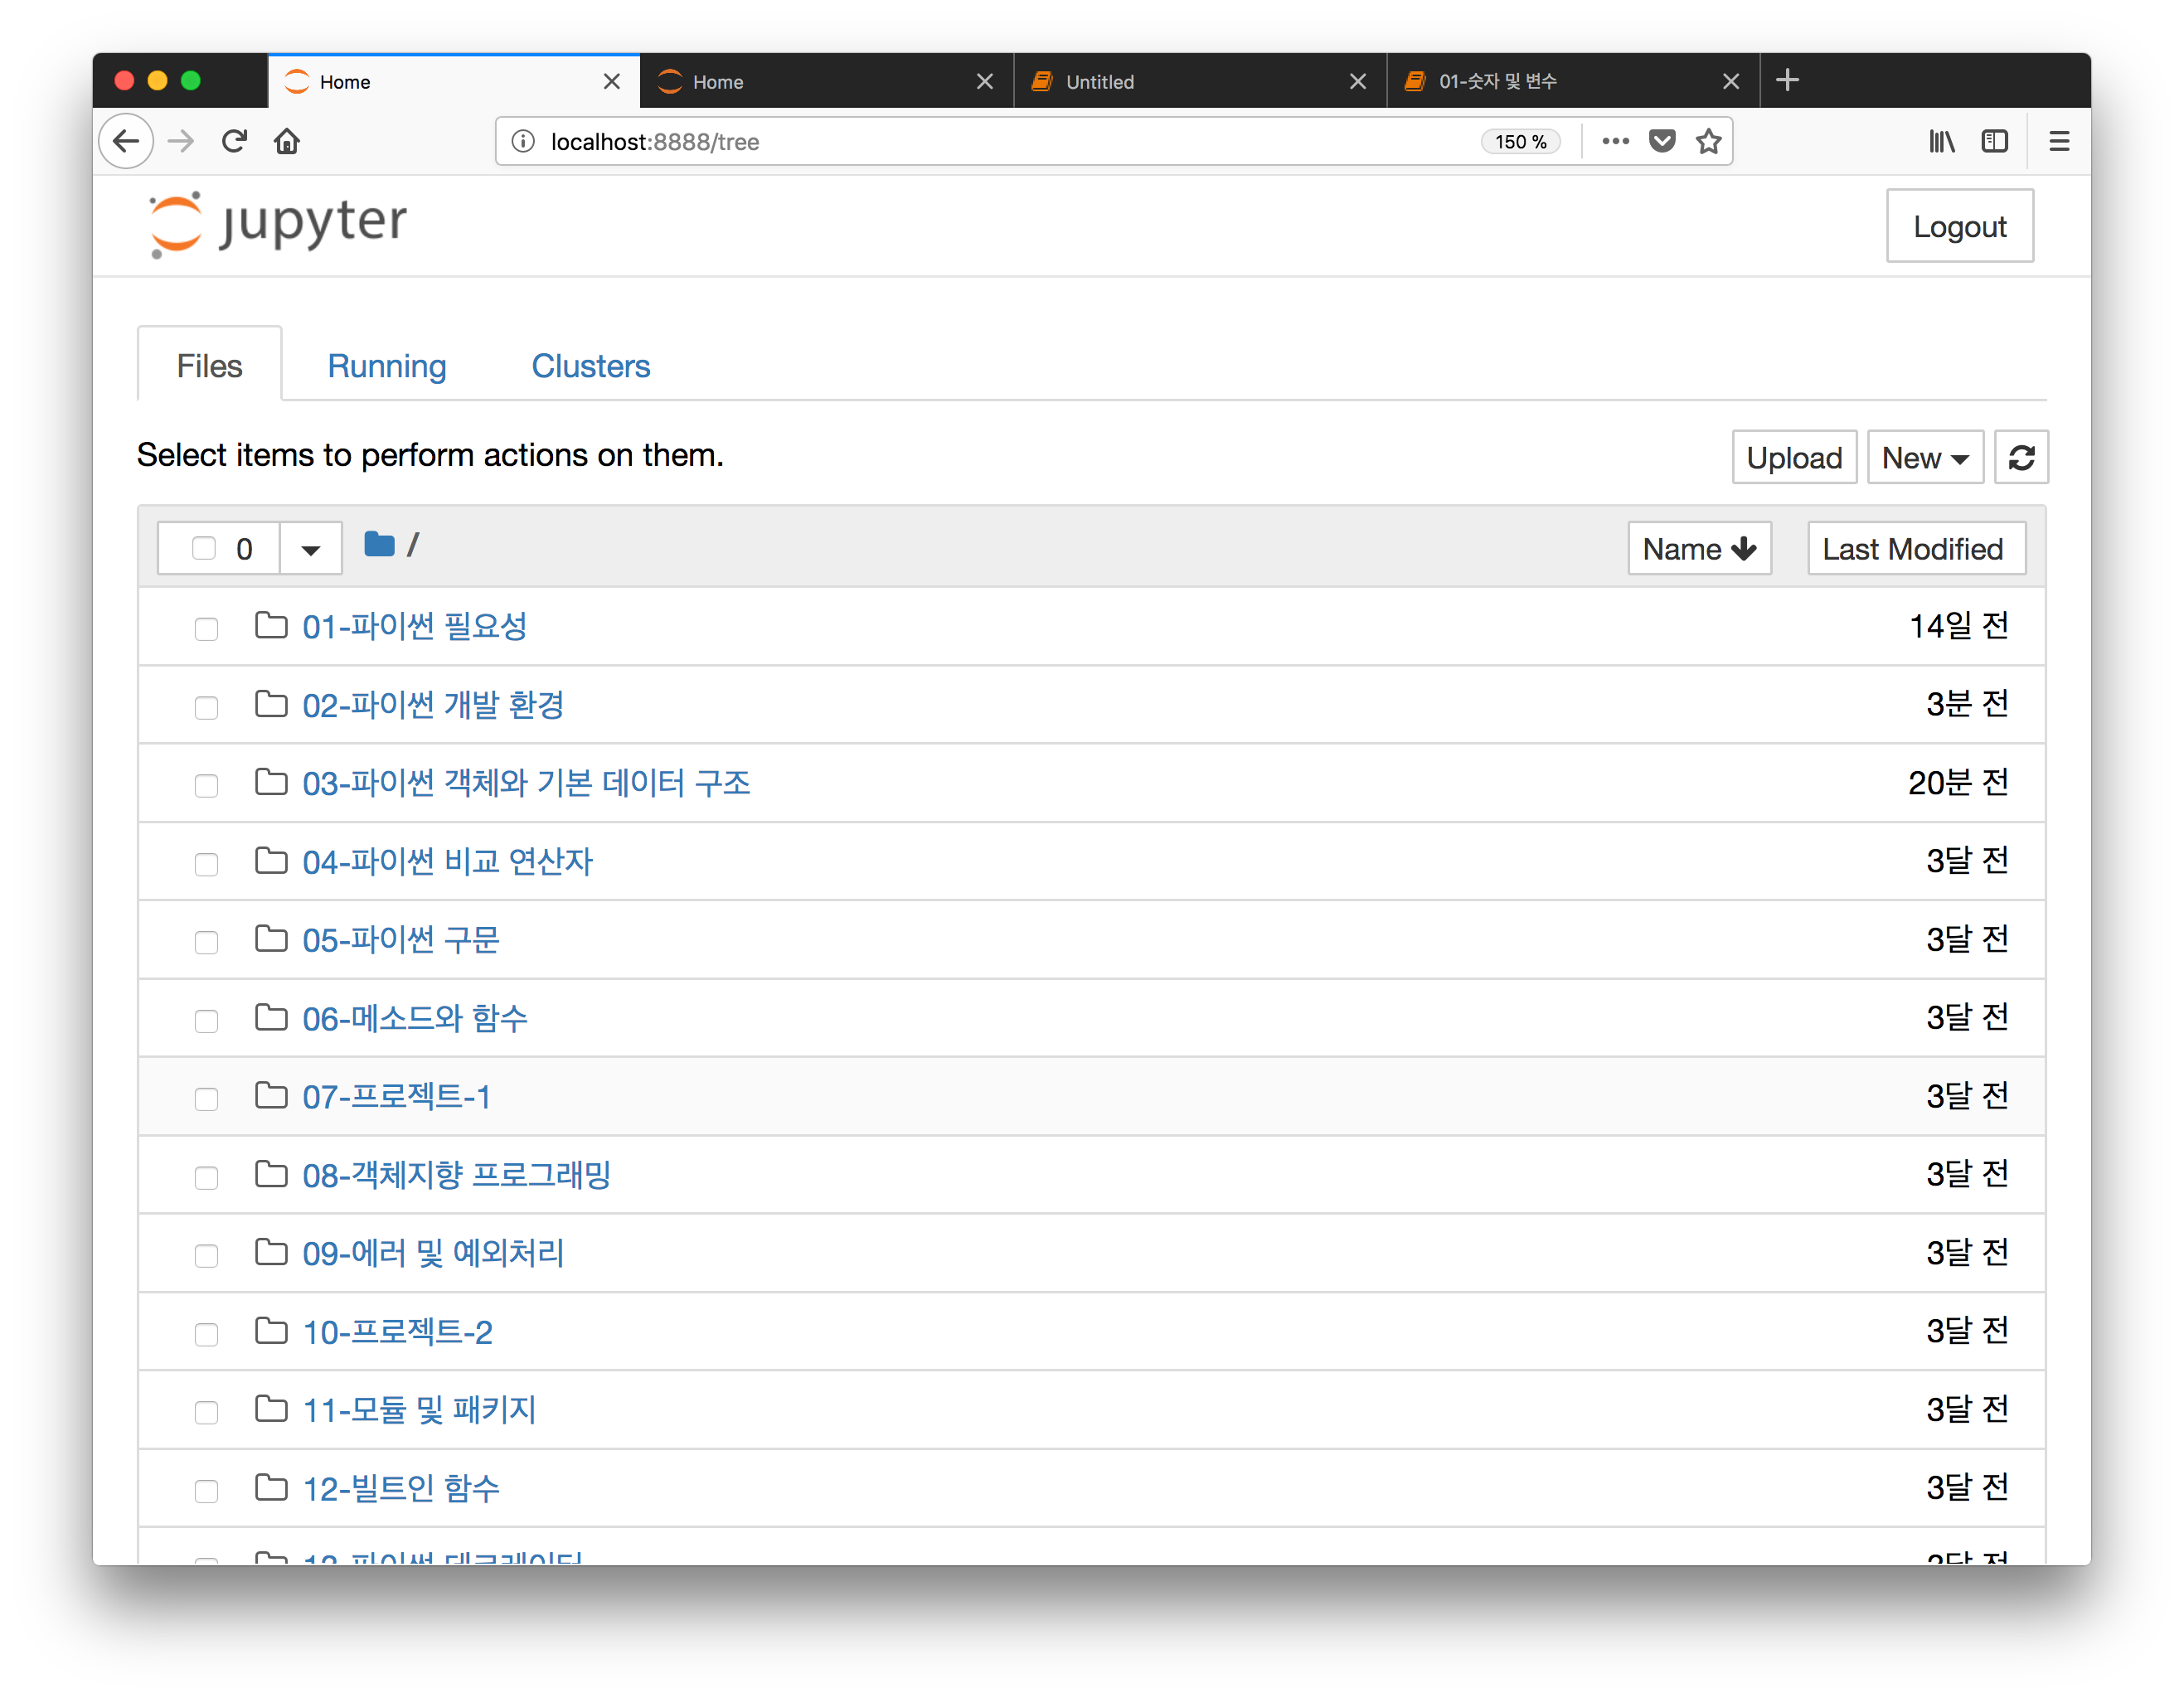 Home
Home
Untitled
01-숫자 및 변수
localhost:8888/tree
150 %
jupyter
Logout
Files
Running
Clusters
Select items to perform actions on them.
Upload
New
0
/
Name
Last Modified
01-파이썬 필요성
14일 전
02-파이썬 개발 환경
3분 전
03-파이썬 객체와 기본 데이터 구조
20분 전
04-파이썬 비교 연산자
3달 전
05-파이썬 구문
3달 전
06-메소드와 함수
3달 전
07-프로젝트-1
3달 전
08-객체지향 프로그래밍
3달 전
09-에러 및 예외처리
3달 전
10-프로젝트-2
3달 전
11-모듈 및 패키지
3달 전
12-빌트인 함수
3달 전